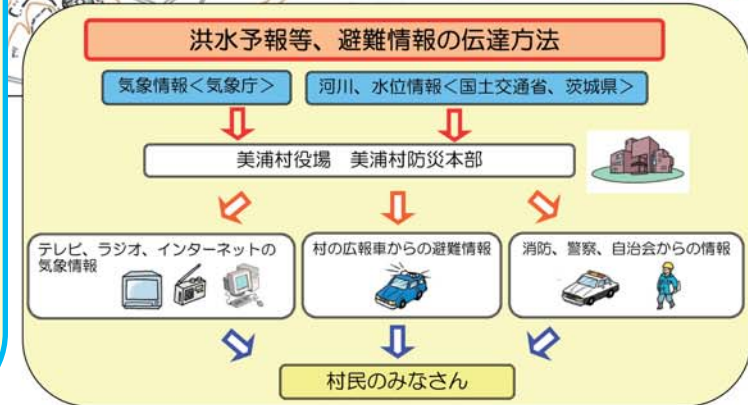 洪水予報等、避難情報の伝達方法
気象情報<気象庁>
河川、水位情報<国土交通省、茨城県>
美浦村役場 美浦村防災本部
テレビ、ラジオ、インターネットの
気象情報
村の広報車からの避難情報
消防、警察、自治会からの情報
村民のみなさん